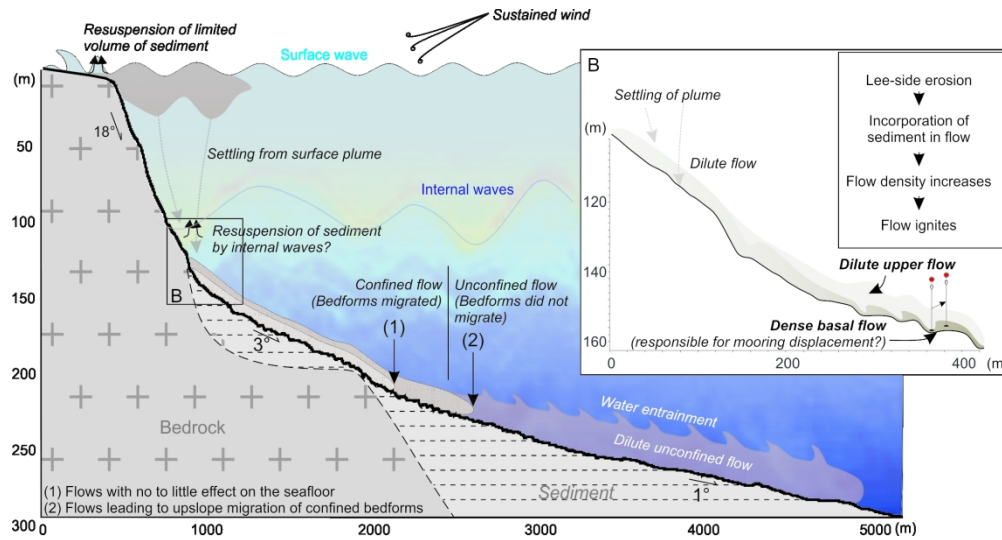 Resuspension of limited
volume of sediment
Sustained wind
Surface wave
(m)
50
100
150
200
250
300
18°
Settling from surface plume
Internal waves
Resuspension of sediment
by internal waves?
B
3°
Confined flow
(Bedforms migrated)
Unconfined flow
(Bedforms did not
migrate)
(1)
(2)
Water entrainment
Dilute unconfined flow
Bedrock
Sediment
1°
(1) Flows with no to little effect on the seafloor
(2) Flows leading to upslope migration of confined bedforms
0
1000
2000
3000
4000
5000
(m)
B
Settling of plume
(m)
Dilute flow
120
140
160
0
200
400
(m)
Dilute upper flow
Dense basal flow
(responsible for mooring displacement?)
Lee-side erosion
Incorporation of
sediment in flow
Flow density increases
Flow ignites